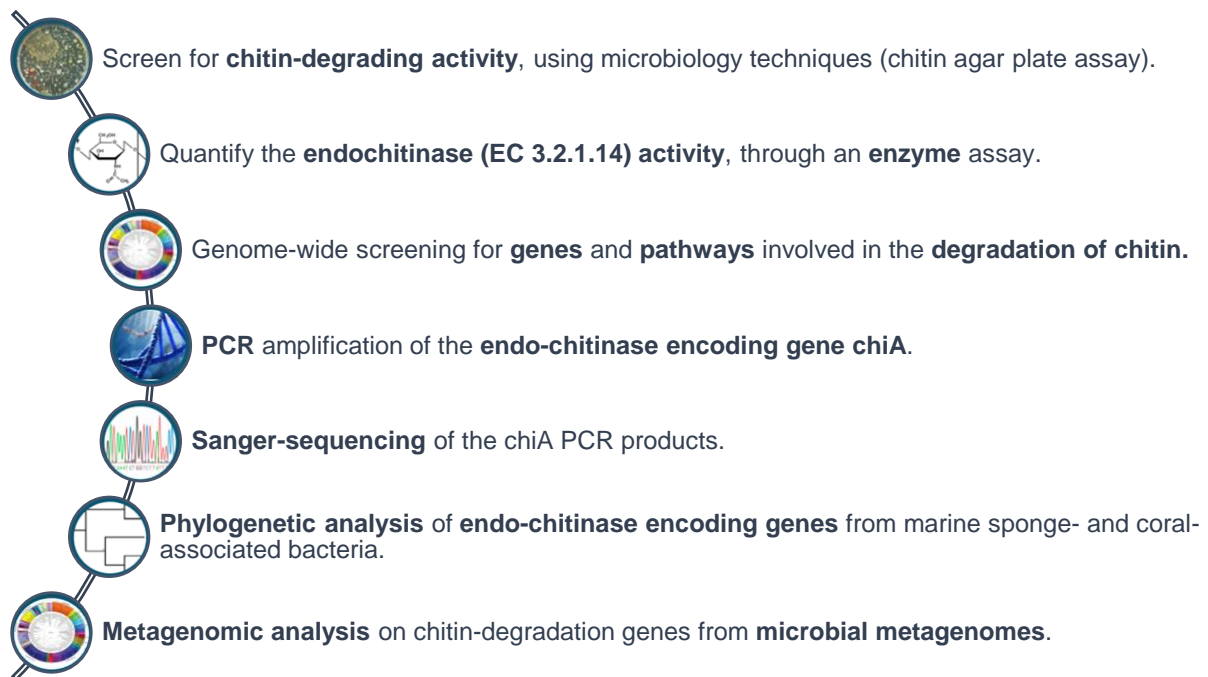 Screen for chitin-degrading activity, using microbiology techniques (chitin agar plate assay).
Quantify the endochitinase (EC 3.2.1.14) activity, through an enzyme assay.
Genome-wide screening for genes and pathways involved in the degradation of chitin.
PCR amplification of the endo-chitinase encoding gene chiA.
Sanger-sequencing of the chiA PCR products.
Phylogenetic analysis of endo-chitinase encoding genes from marine sponge- and coral-
associated bacteria.
Metagenomic analysis on chitin-degradation genes from microbial metagenomes.